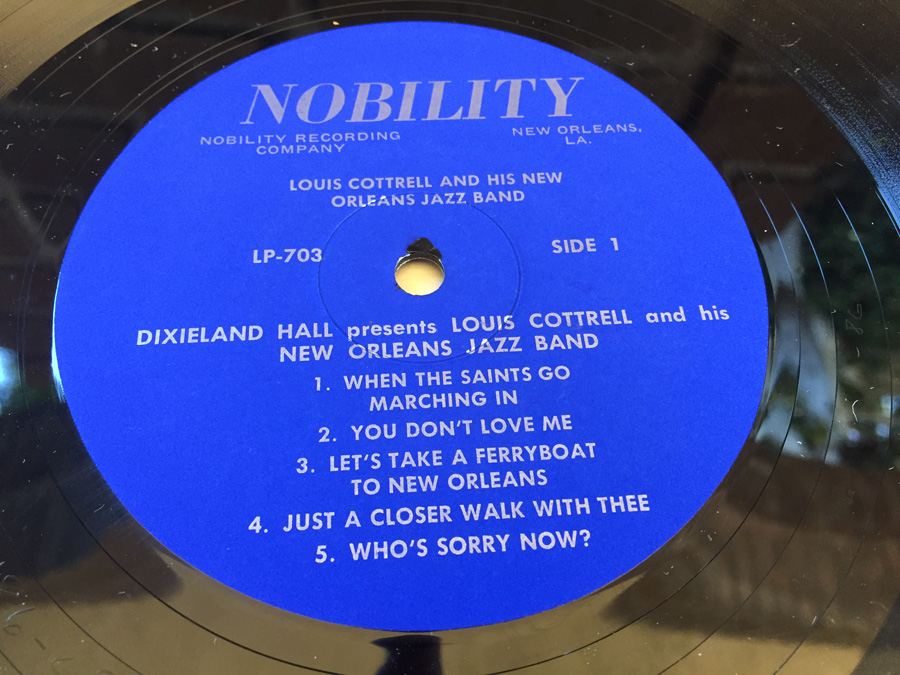 NOBILITY
NOBILITY RECORDING COMPANY
NEW ORLEANS, LA.
LOUIS COTTRELL AND HIS NEW
ORLEANS JAZZ BAND
LP-703
SIDE 1
DIXIELAND HALL presents LOUIS COTTRELL and his
NEW ORLEANS JAZZ BAND
1. WHEN THE SAINTS GO
MARCHING IN
2. YOU DON'T LOVE ME
3. LET'S TAKE A FERRYBOAT
TO NEW ORLEANS
4. JUST A CLOSER WALK WITH THEE
5. WHO'S SORRY NOW?